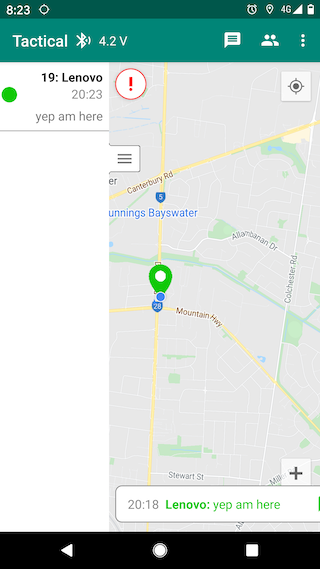 8:23
4G
Tactical 4.2 V
19: Lenovo
20:23
yep am here
!
Canterbury Rd
5
unnings Bayswater
Allambanan Dr
Colchester Rd
28
Mountain Hwy
Stewart St
+
20:18 Lenovo: yep am here